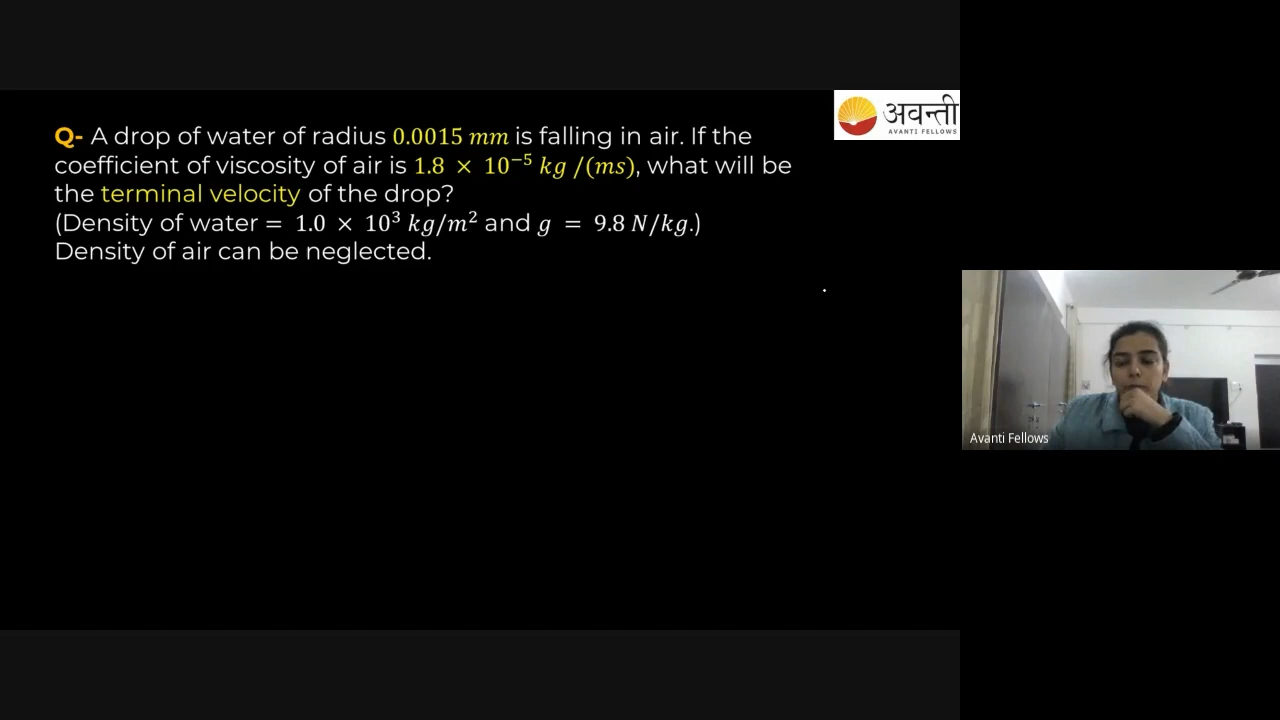 Q- A drop of water of radius 0.0015 mm is falling in air. If the
coefficient of viscosity of air is 1.8 × 10⁻⁵ kg /(ms), what will be
the terminal velocity of the drop?
(Density of water = 1.0 × 10³ kg/m² and g = 9.8 N/kg.)
Density of air can be neglected.
अवन्ती
AVANTI FELLOWS
Avanti Fellows